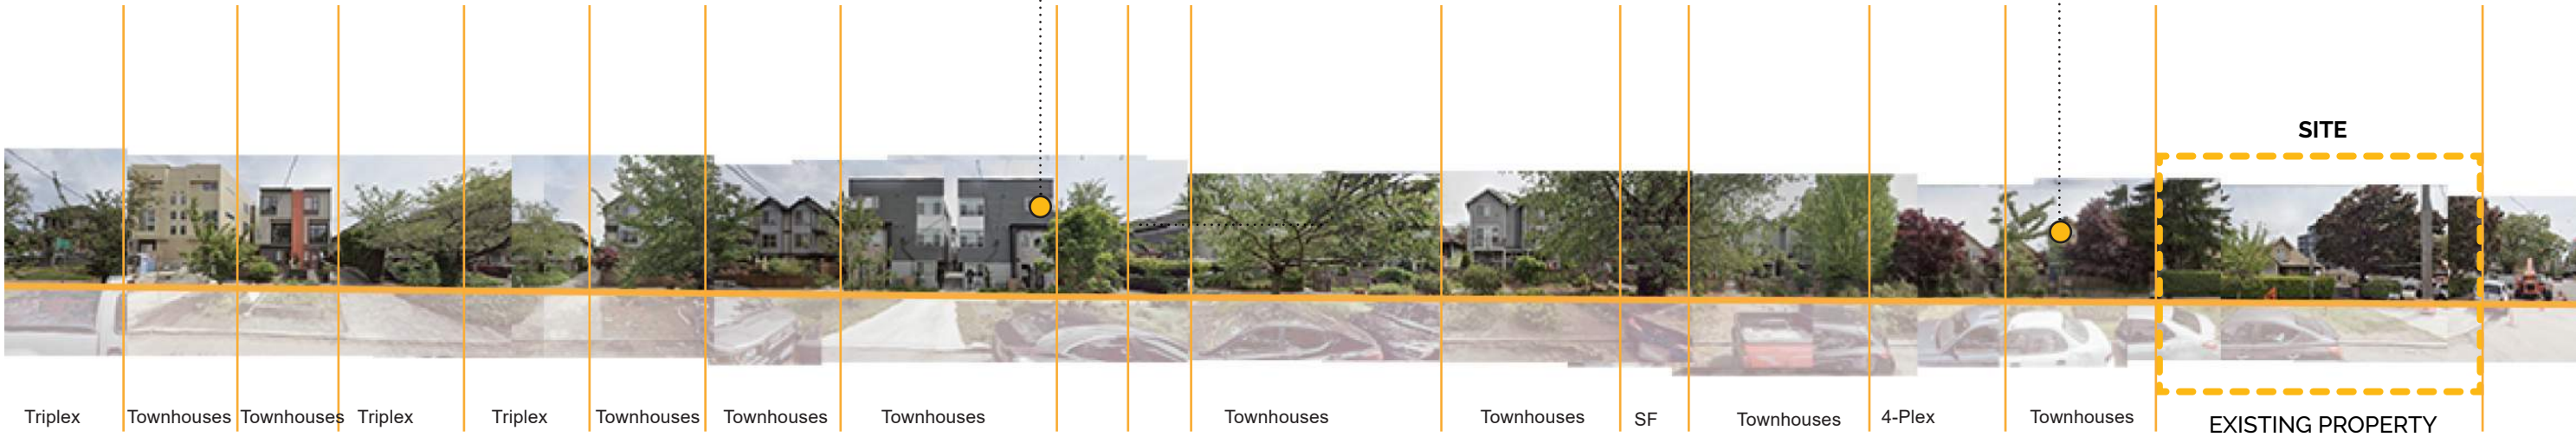 SITE
Triplex
Townhouses
Townhouses
Triplex
Triplex
Townhouses
Townhouses
Townhouses
Townhouses
Townhouses
SF
Townhouses
4-Plex
Townhouses
EXISTING PROPERTY